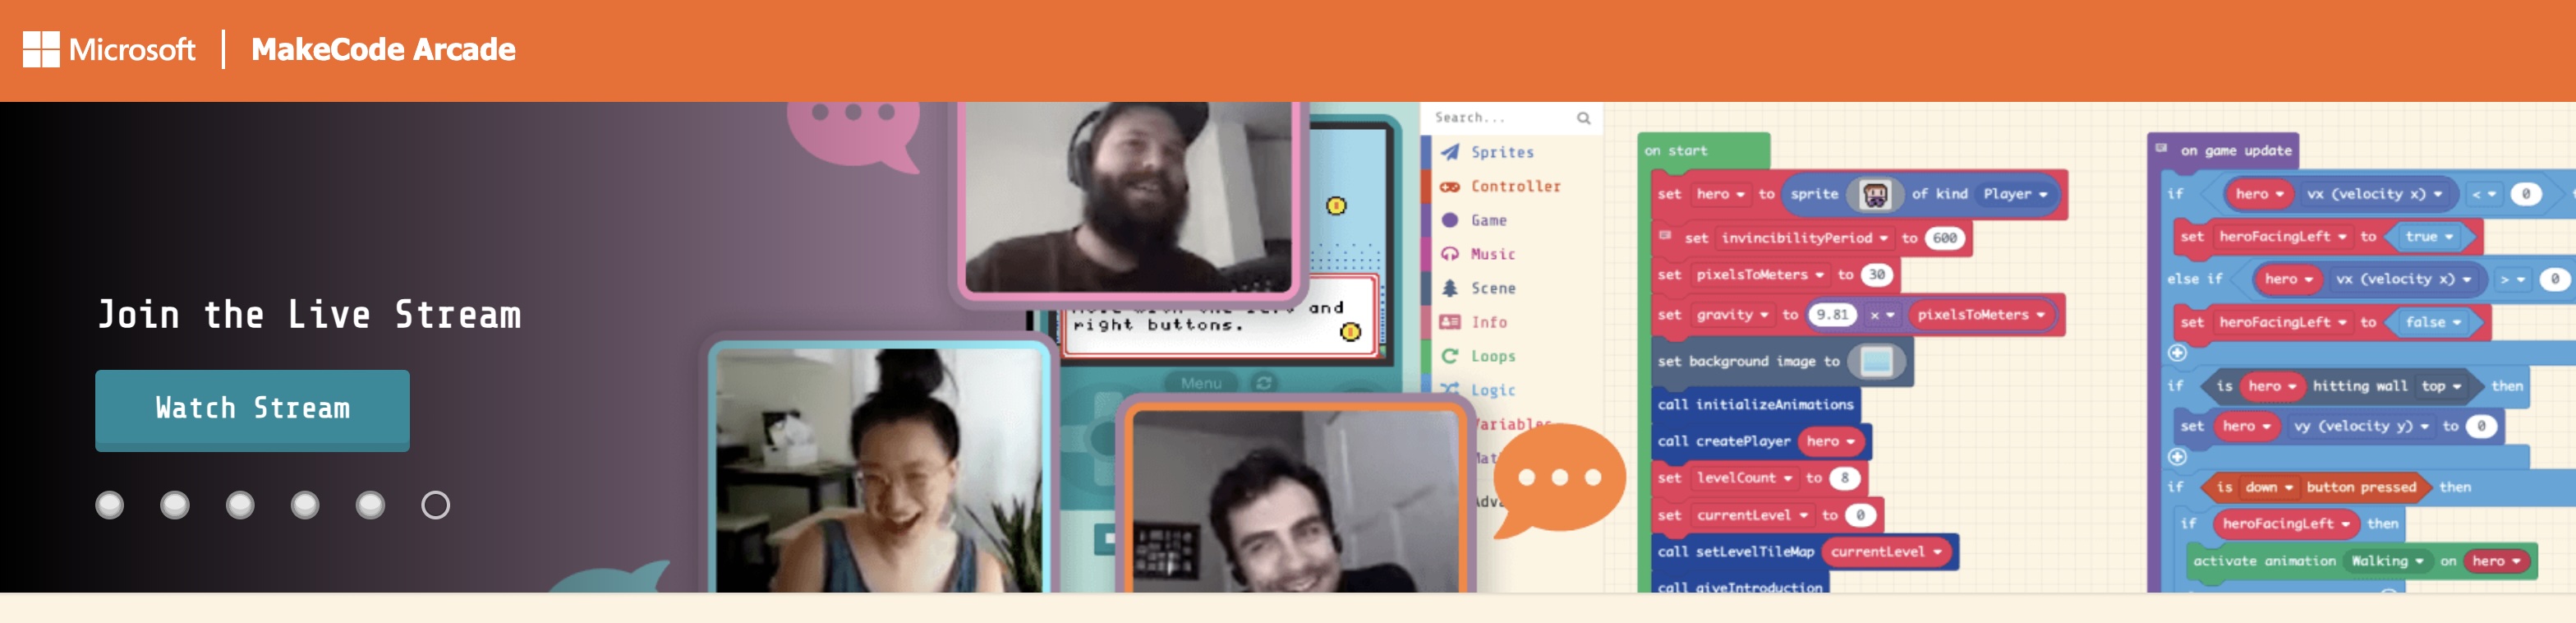 Microsoft | MakeCode Arcade
Join the Live Stream
Watch Stream
right buttons.
and
Menu
Search...
Sprites
Controller
Game
Music
Scene
Info
Loops
Logic
Variables
on start
set hero to sprite of kind Player
set invincibilityPeriod to 600
set pixelsToMeters to 30
set gravity to 9.81 x pixelsToMeters
set background image to
call initializeAnimations
call createPlayer hero
set levelCount to 8
set currentLevel to 0
call setLevelTileMap currentLevel
call giveIntroduction
on game update
if hero vx (velocity x) < 0
set heroFacingLeft to true
else if hero vx (velocity x) > 0
set heroFacingLeft to false
if is hero hitting wall top then
set hero vy (velocity y) to 0
if is down button pressed then
if heroFacingLeft then
activate animation Walking on hero